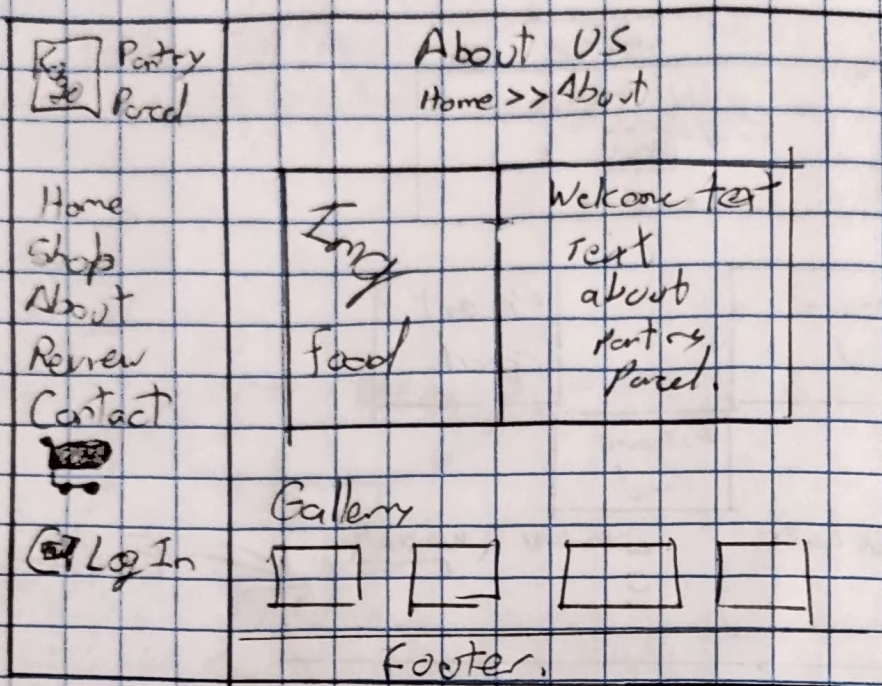 Logo Pantry
Parcel
Home
Shop
About
Review
Contact
Log In
About US
Home >> About
Img
food
Welcome text
Text
about
Pantry
Parcel.
Gallery
Footer.